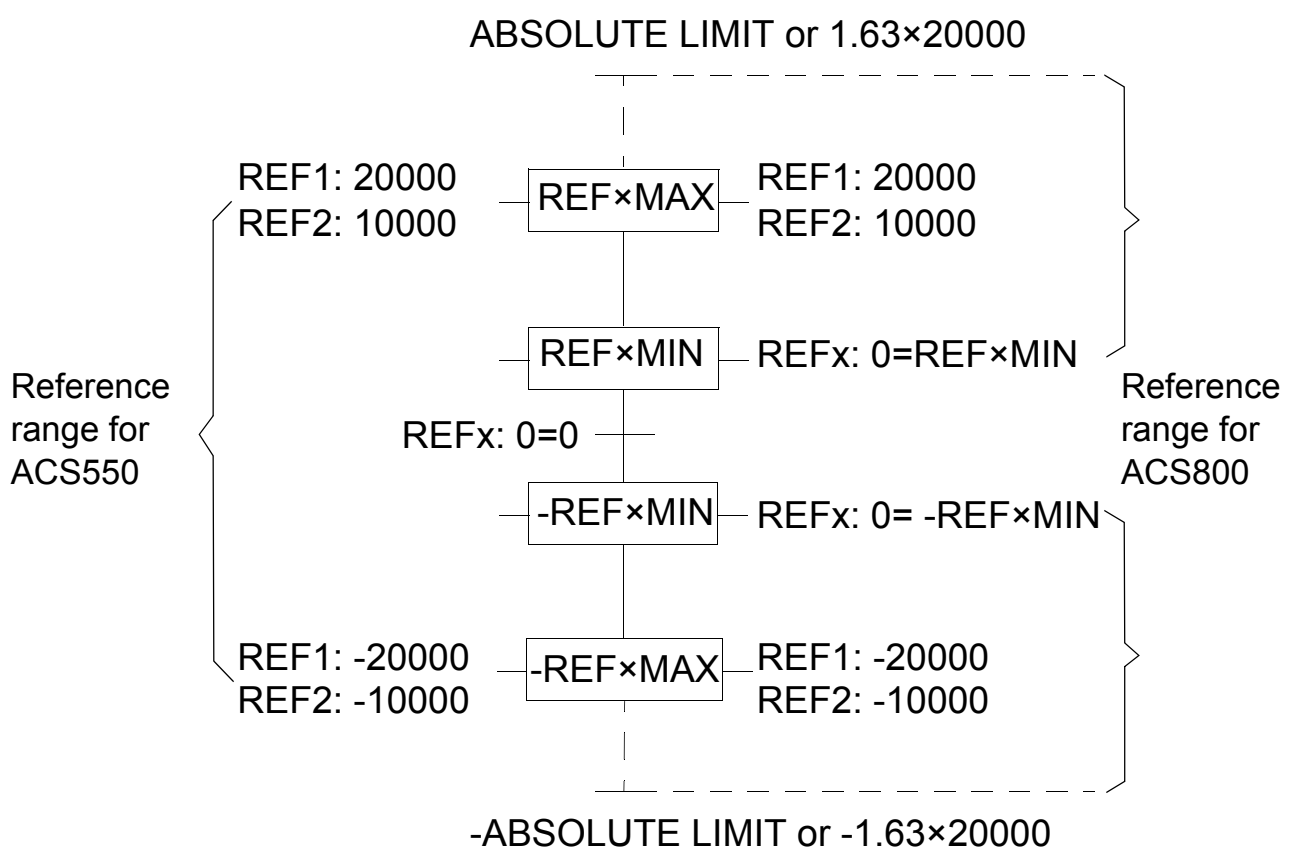 ABSOLUTE LIMIT or 1.63×20000
REF1: 20000
REF2: 10000
REF×MAX
REF1: 20000
REF2: 10000
REF×MIN
REFx: 0=REF×MIN
Reference
range for
ACS550
REFx: 0=0
Reference
range for
ACS800
-REF×MIN
REFx: 0= -REF×MIN
REF1: -20000
REF2: -10000
-REF×MAX
REF1: -20000
REF2: -10000
-ABSOLUTE LIMIT or -1.63×20000